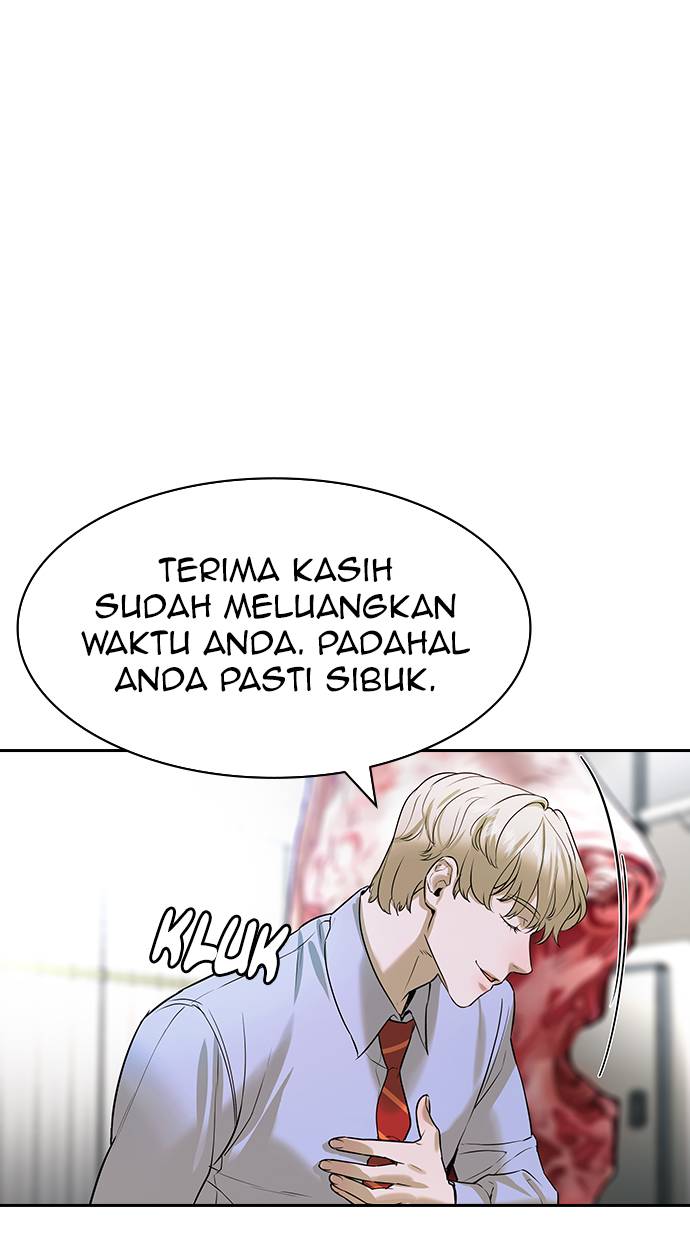 TERIMA KASIH
SUDAH MELUANGKAN
WAKTU ANDA. PADAHAL
ANDA PASTI SIBUK.
KLUK